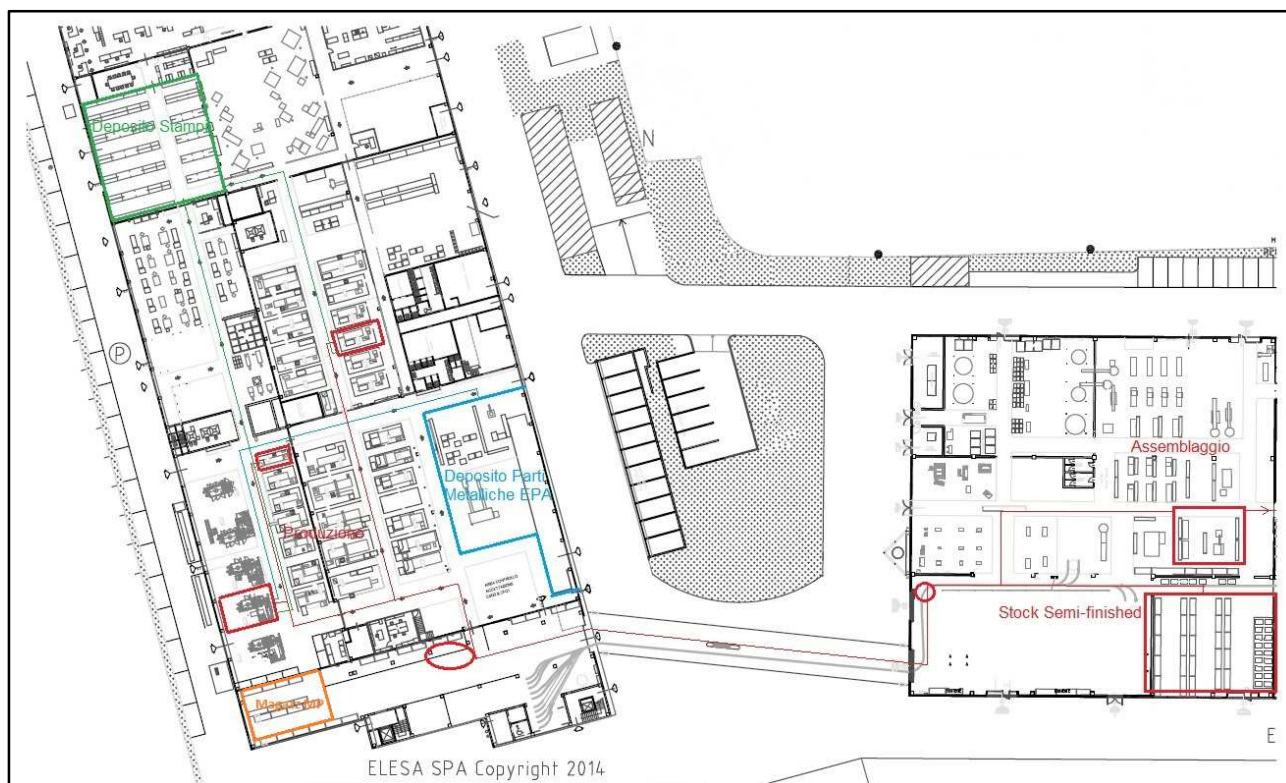 Deposito Stampi
N
P
Assemblaggio
Deposito Parti
Metalliche EPA
Produzione
Stock Semi-finished
E
ELESA SPA Copyright 2014